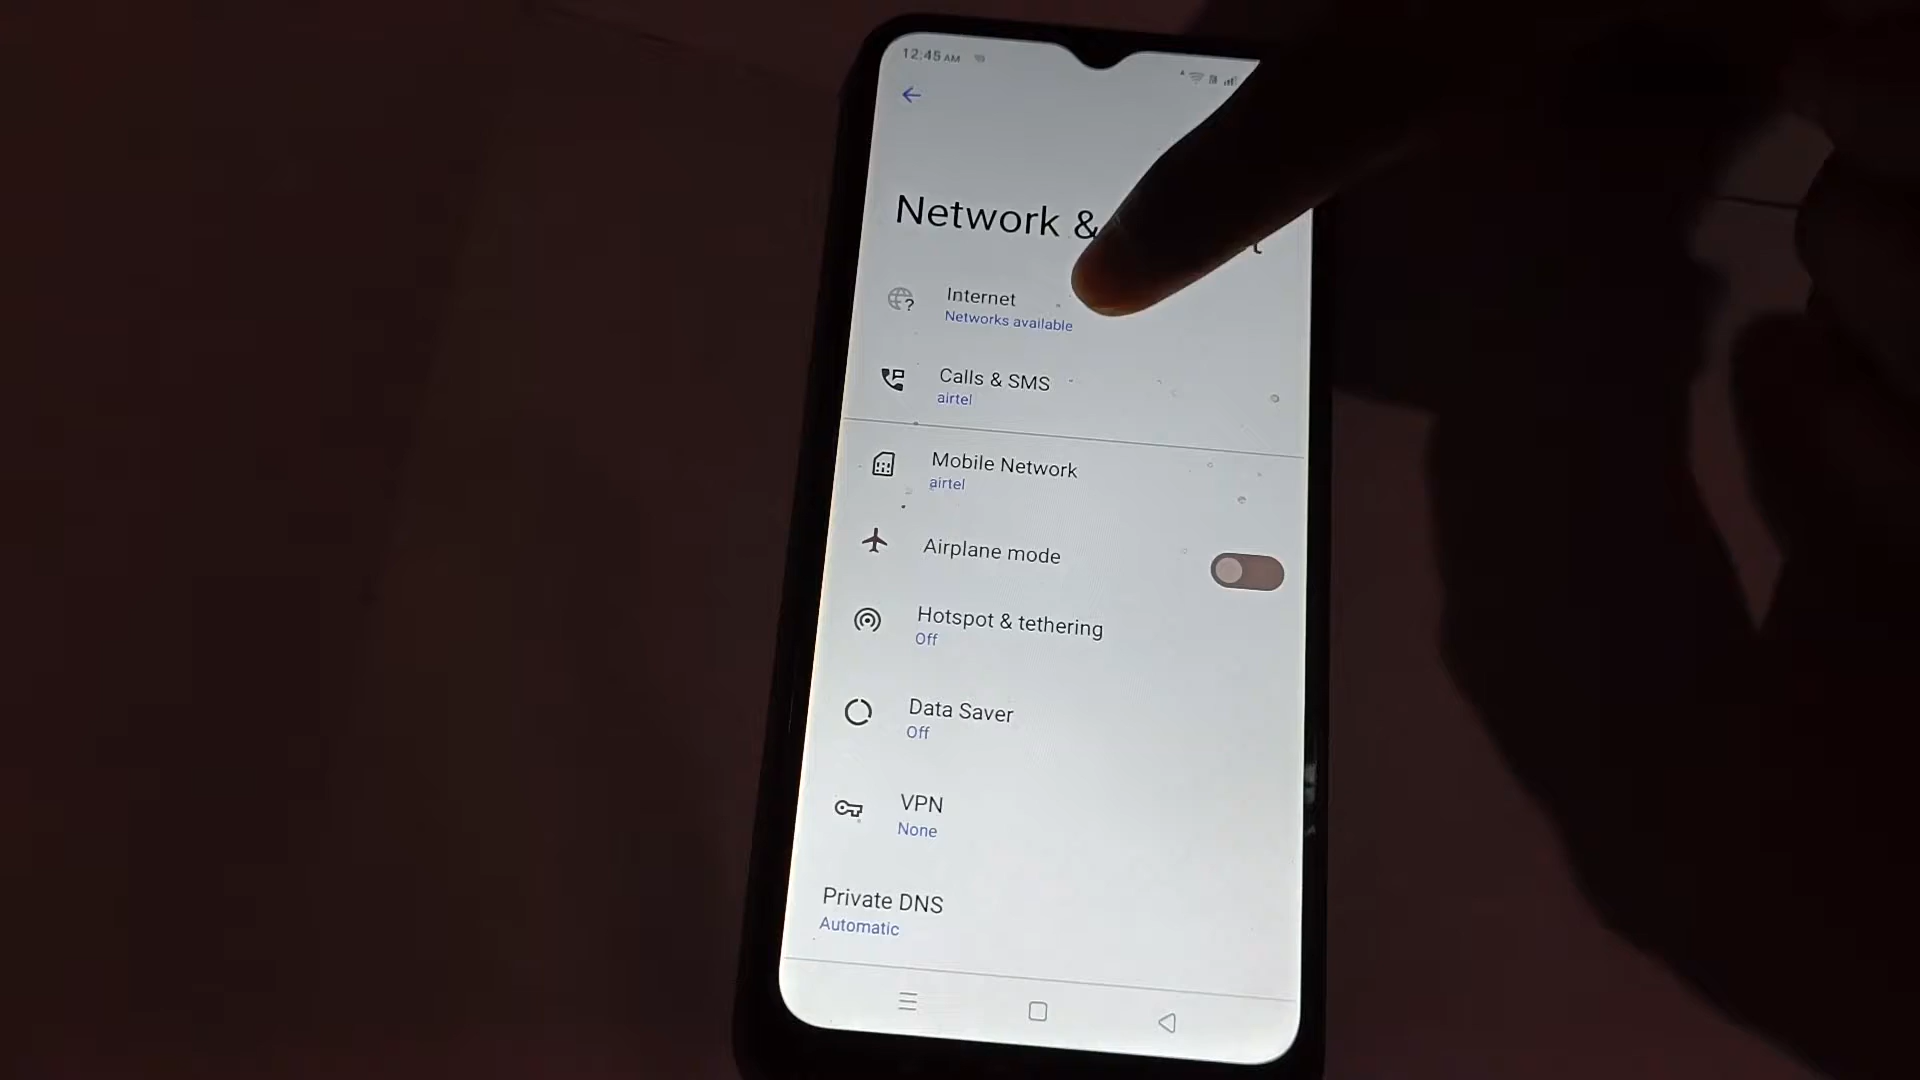 12:45 AM
Network &
Internet
Networks available
Calls & SMS
airtel
Mobile Network
airtel
Airplane mode
Hotspot & tethering
Off
Data Saver
Off
VPN
None
Private DNS
Automatic